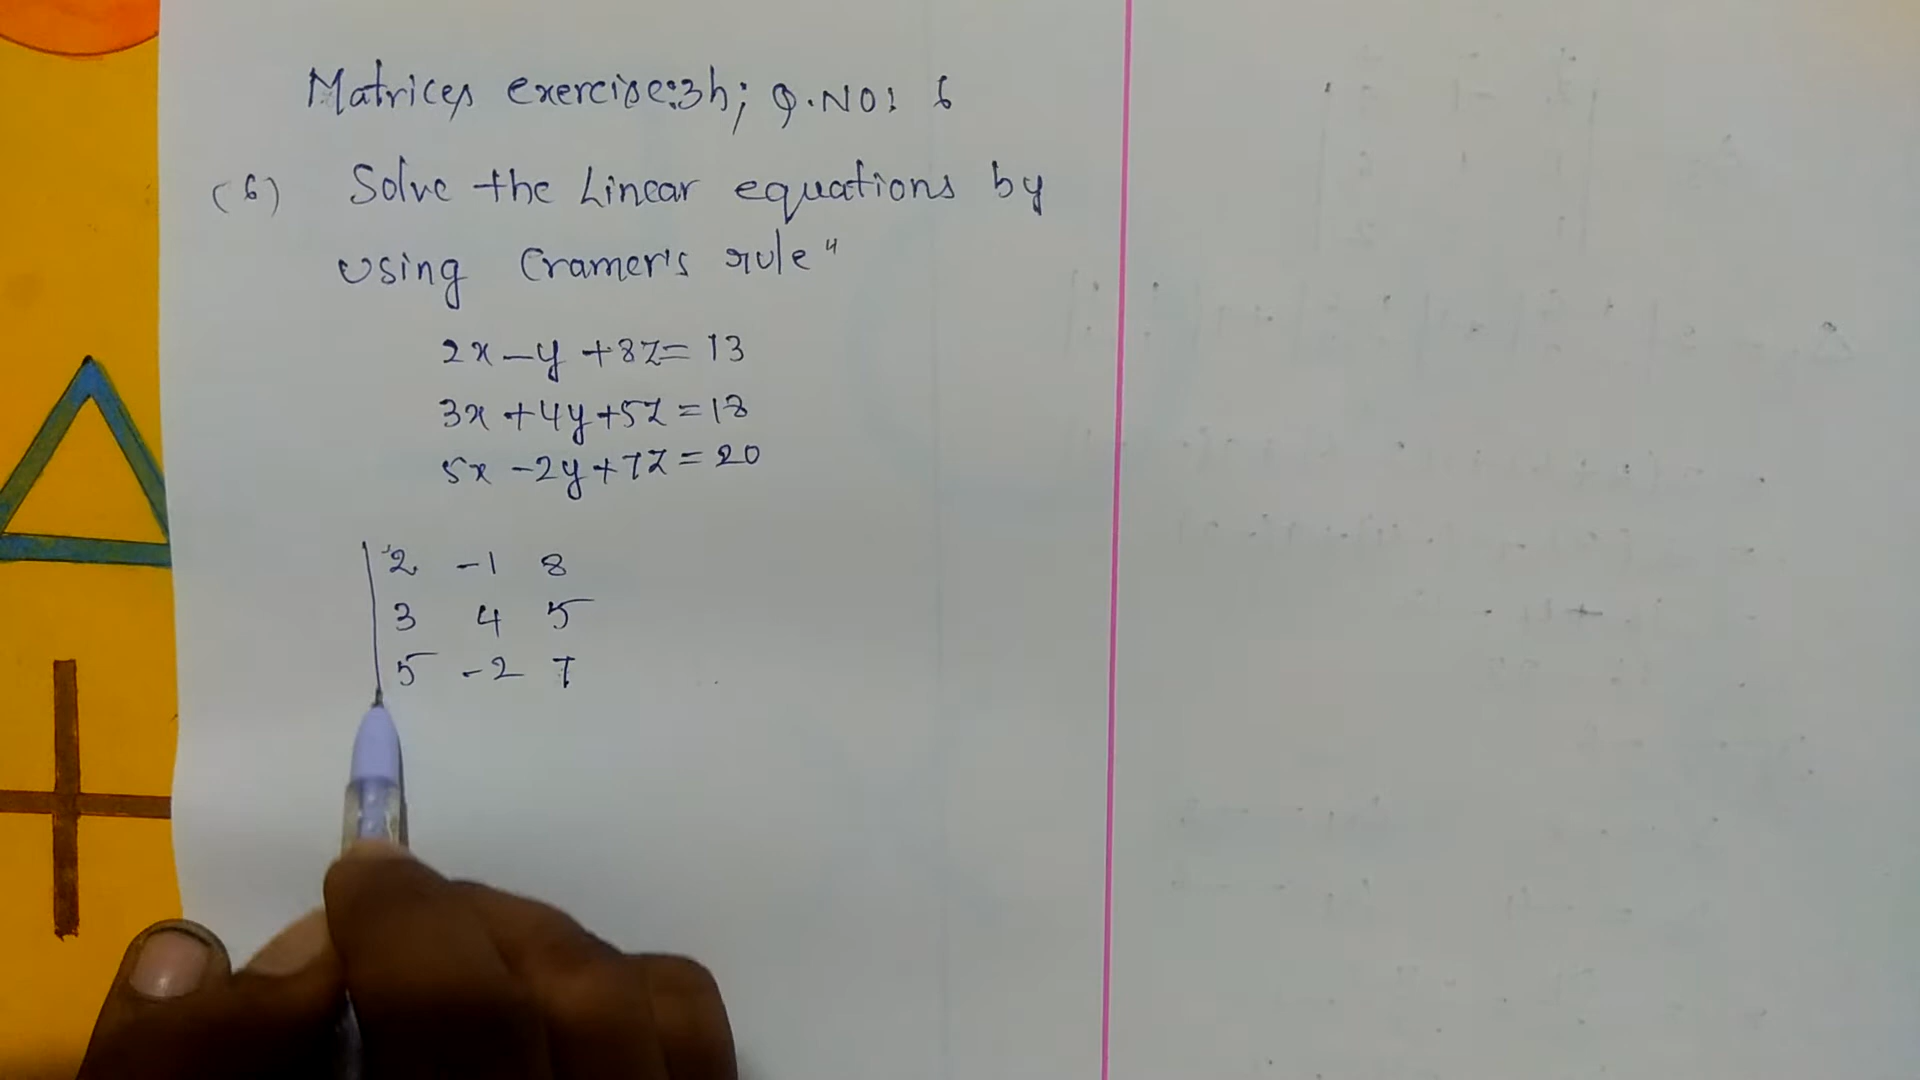 Matrices exercise:3h; Q.NO: 6
(6) Solve the Linear equations by
using Cramer's rule"
2x-y+8z=13
3x+4y+5z=18
5x-2y+7z=20
2 -1 8
3 4 5
5 -2 7